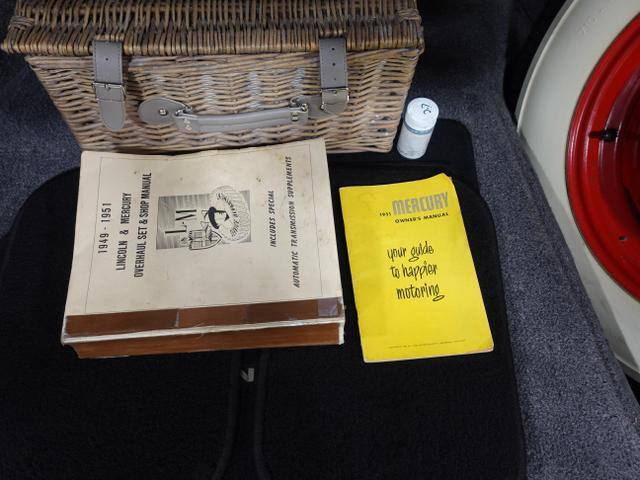 1949 - 1951
LINCOLN & MERCURY
OVERHAUL SET & SHOP MANUAL
L-M
INCLUDES SPECIAL
AUTOMATIC TRANSMISSION SUPPLEMENTS
1951 MERCURY
OWNER'S MANUAL
your guide
to happier
motoring